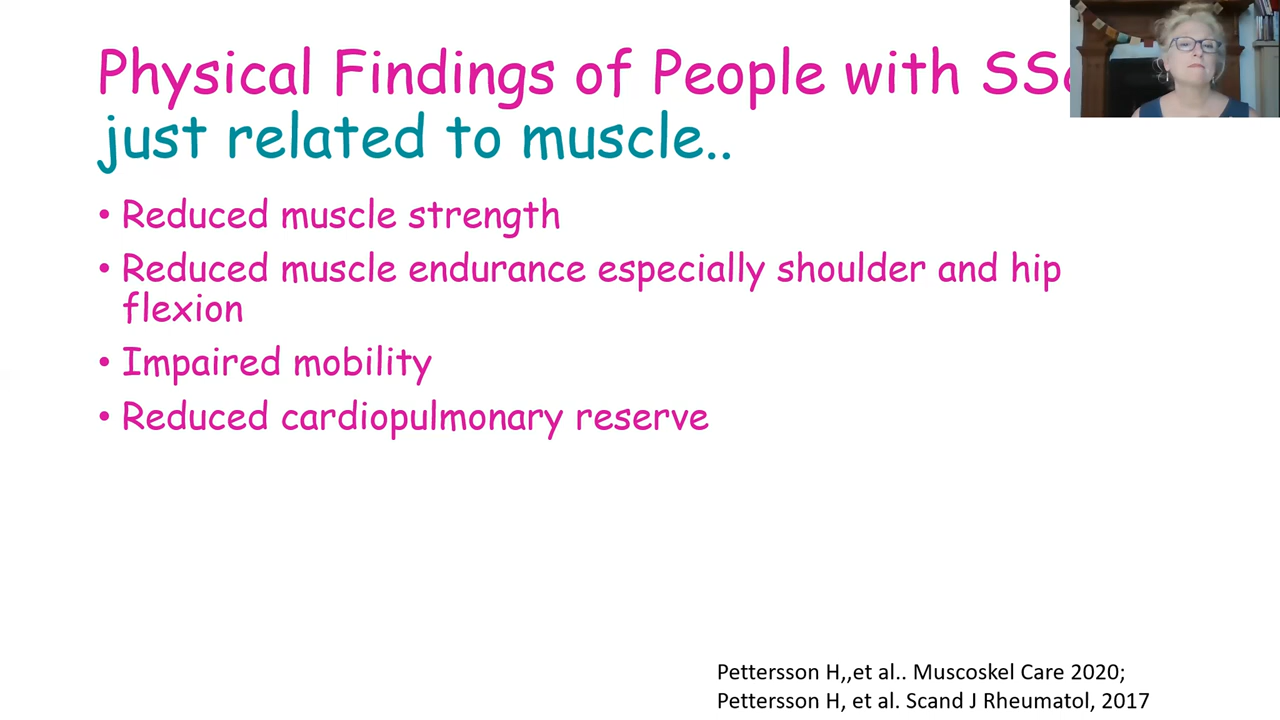 Physical Findings of People with SSc
just related to muscle..
• Reduced muscle strength
• Reduced muscle endurance especially shoulder and hip
flexion
• Impaired mobility
• Reduced cardiopulmonary reserve
Pettersson H,,et al.. Muscoskel Care 2020;
Pettersson H, et al. Scand J Rheumatol, 2017